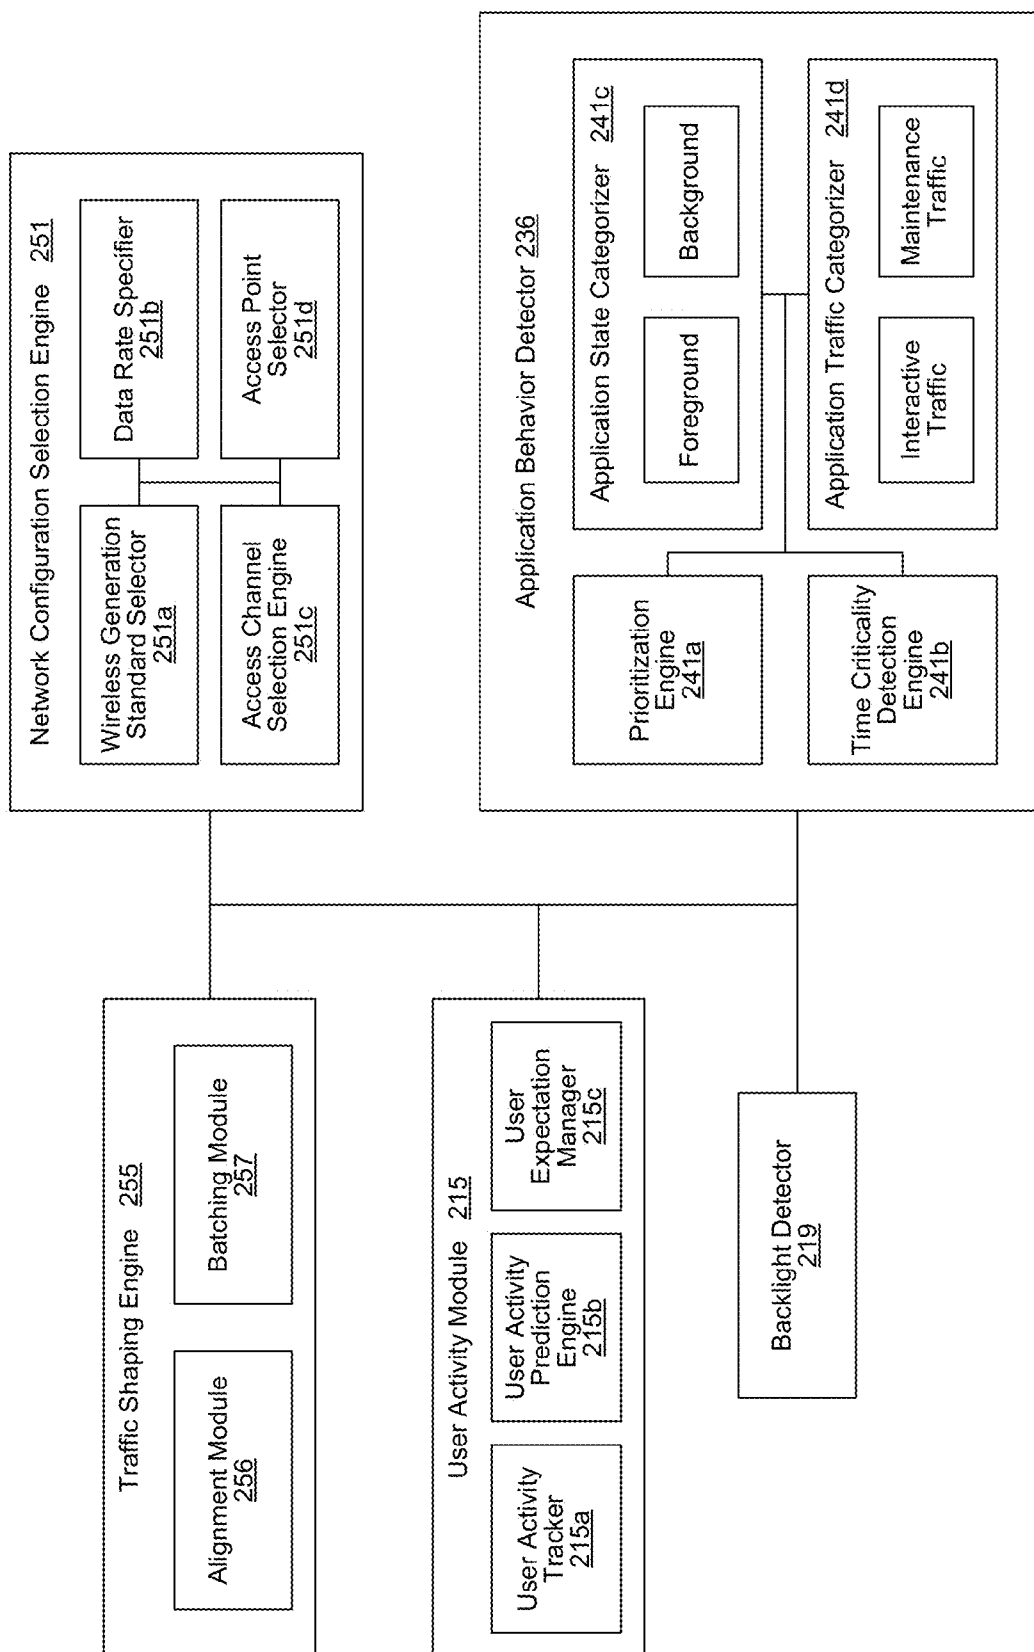 Traffic Shaping Engine 255
Alignment Module
256
Batching Module
257
Network Configuration Selection Engine 251
Wireless Generation
Standard Selector
251a
Data Rate Specifier
251b
Access Channel
Selection Engine
251c
Access Point
Selector
251d
User Activity Module 215
User Activity
Tracker
215a
User Activity
Prediction
Engine
215b
User
Expectation
Manager
215c
Backlight Detector
219
Application Behavior Detector 236
Prioritization
Engine
241a
Time Criticality
Detection
Engine
241b
Application State Categorizer 241c
Foreground
Background
Application Traffic Categorizer 241d
Interactive
Traffic
Maintenance
Traffic